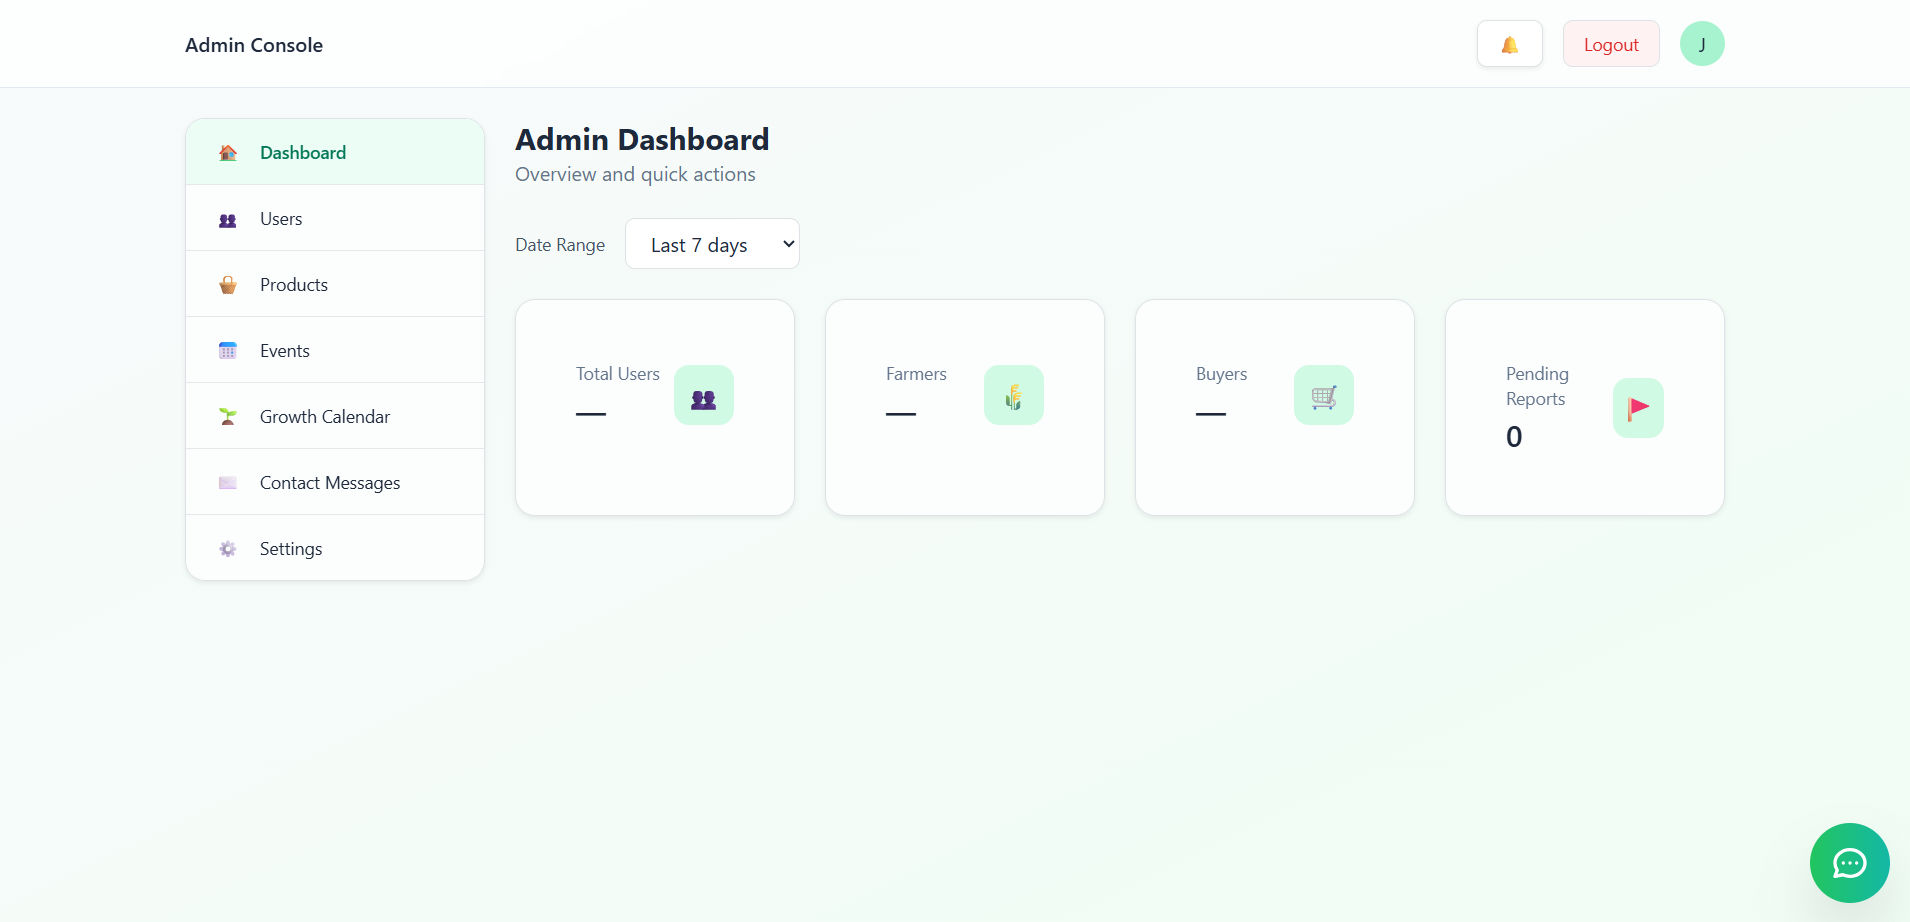 Admin Console
Logout
J
Dashboard
Users
Products
Events
Growth Calendar
Contact Messages
Settings
Admin Dashboard
Overview and quick actions
Date Range
Last 7 days
Total Users
—
Farmers
—
Buyers
—
Pending
Reports
0